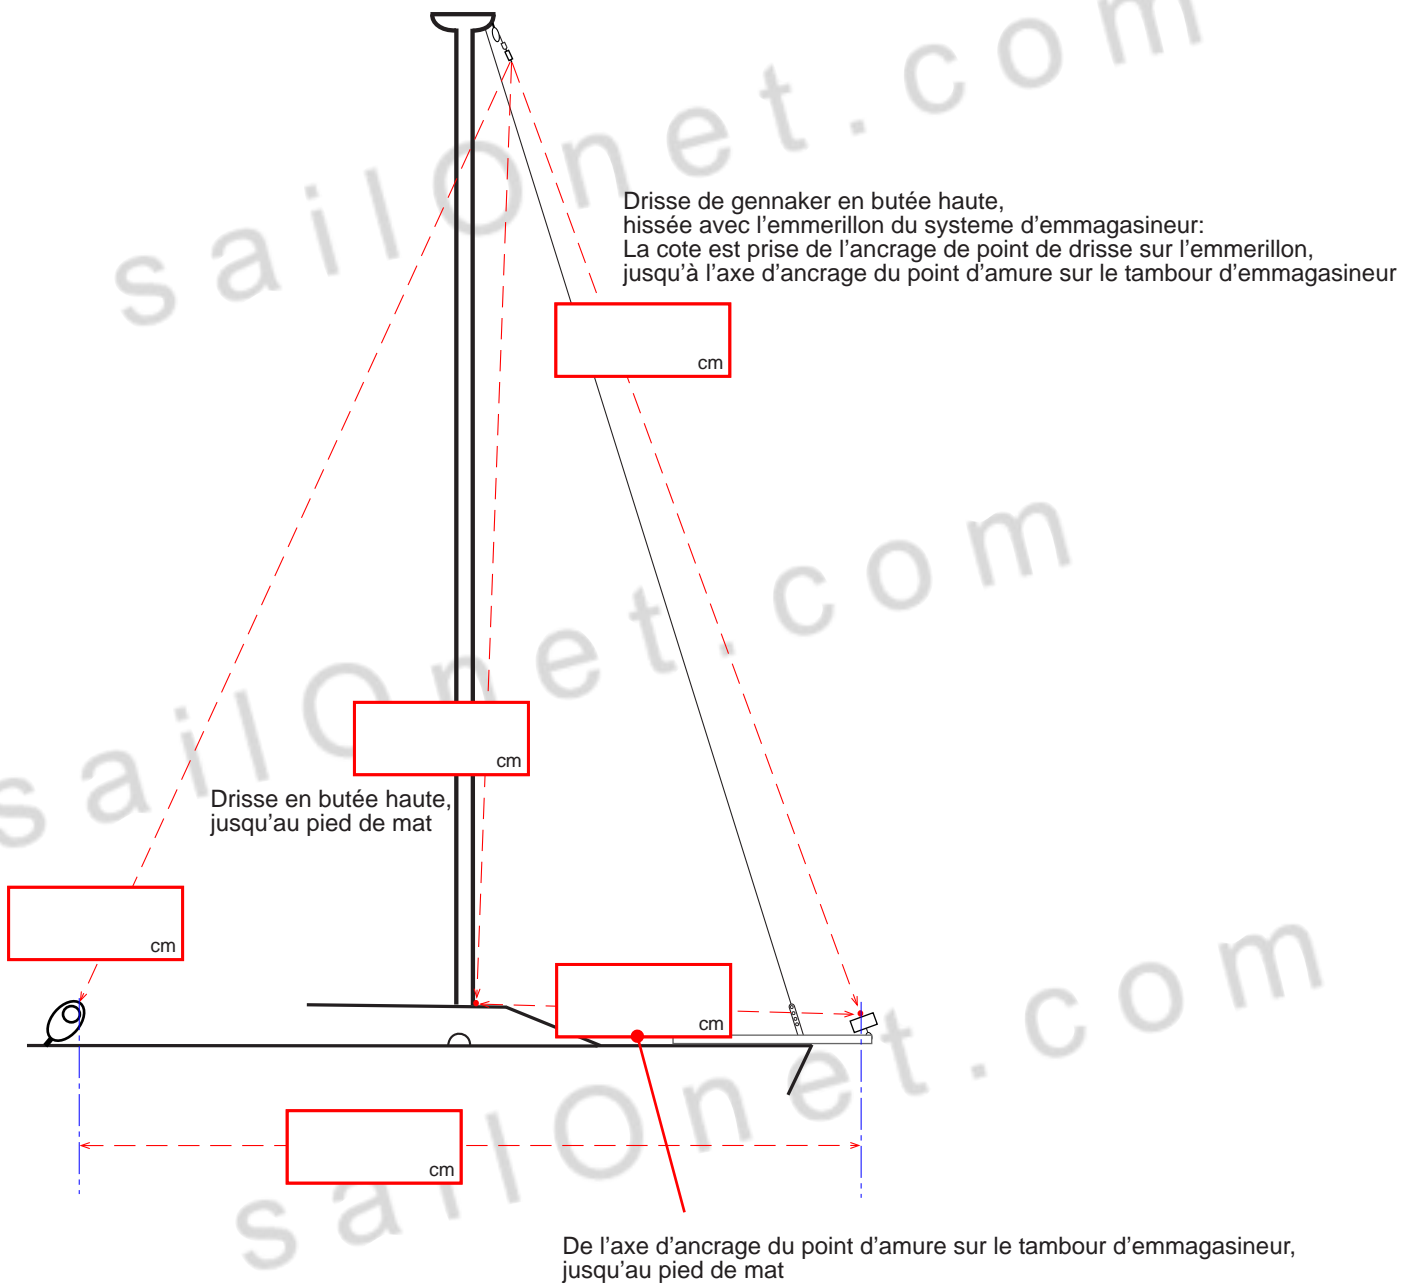 sailOnet.com
Drisse de gennaker en butée haute,
hissée avec l'emmerillon du systeme d'emmagasineur:
La cote est prise de l'ancrage de point de drisse sur l'emmerillon,
jusqu'à l'axe d'ancrage du point d'amure sur le tambour d'emmagasineur
cm
sailOnet.com
cm
Drisse en butée haute,
jusqu'au pied de mat
cm
cm
sailOnet.com
cm
De l'axe d'ancrage du point d'amure sur le tambour d'emmagasineur,
jusqu'au pied de mat